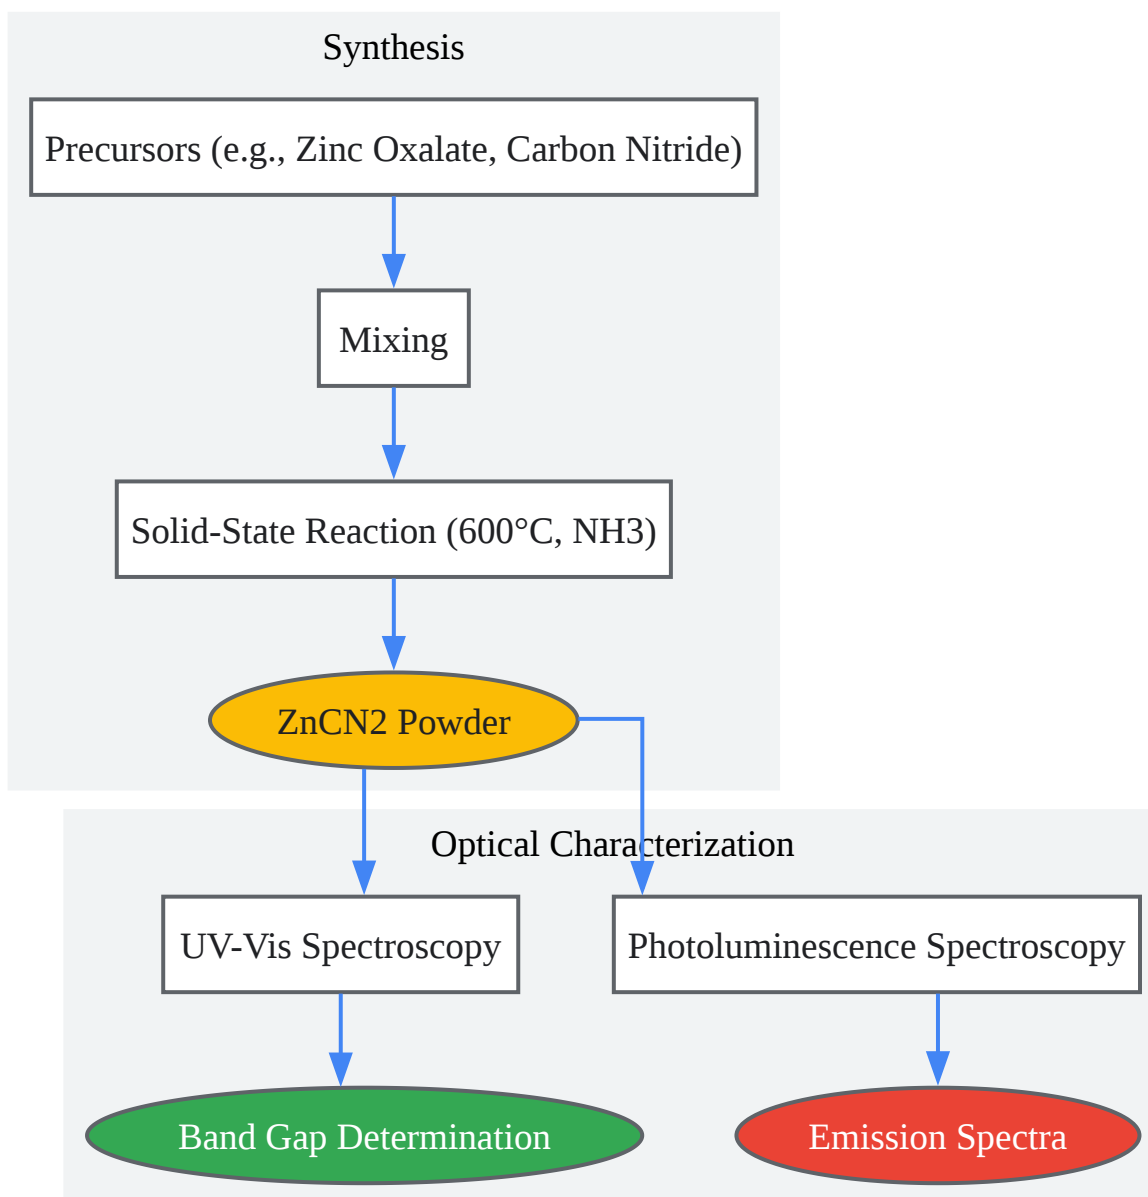 Synthesis
Precursors (e.g., Zinc Oxalate, Carbon Nitride)
Mixing
Solid-State Reaction (600°C, NH3)
ZnCN2 Powder
Optical Characterization
UV-Vis Spectroscopy
Photoluminescence Spectroscopy
Band Gap Determination
Emission Spectra